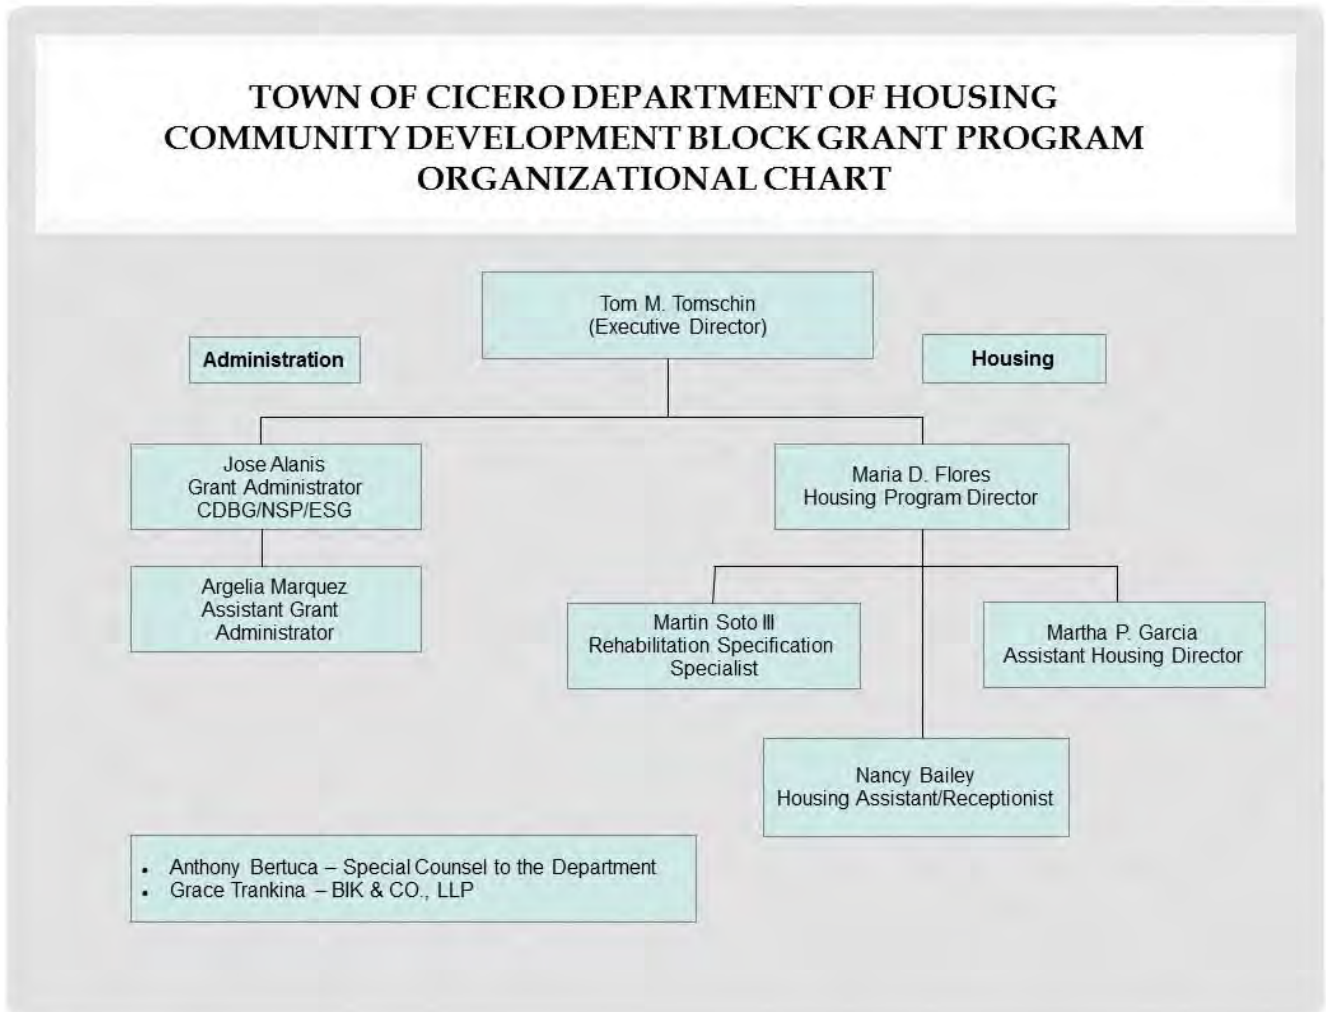 TOWN OF CICERO DEPARTMENT OF HOUSING
COMMUNITY DEVELOPMENT BLOCK GRANT PROGRAM
ORGANIZATIONAL CHART
Tom M. Tomschin
(Executive Director)
Administration
Housing
Jose Alanis
Grant Administrator
CDBG/NSP/ESG
Maria D. Flores
Housing Program Director
Argelia Marquez
Assistant Grant
Administrator
Martin Soto III
Rehabilitation Specification
Specialist
Martha P. Garcia
Assistant Housing Director
Nancy Bailey
Housing Assistant/Receptionist
• Anthony Bertuca – Special Counsel to the Department
• Grace Trankina – BIK & CO., LLP